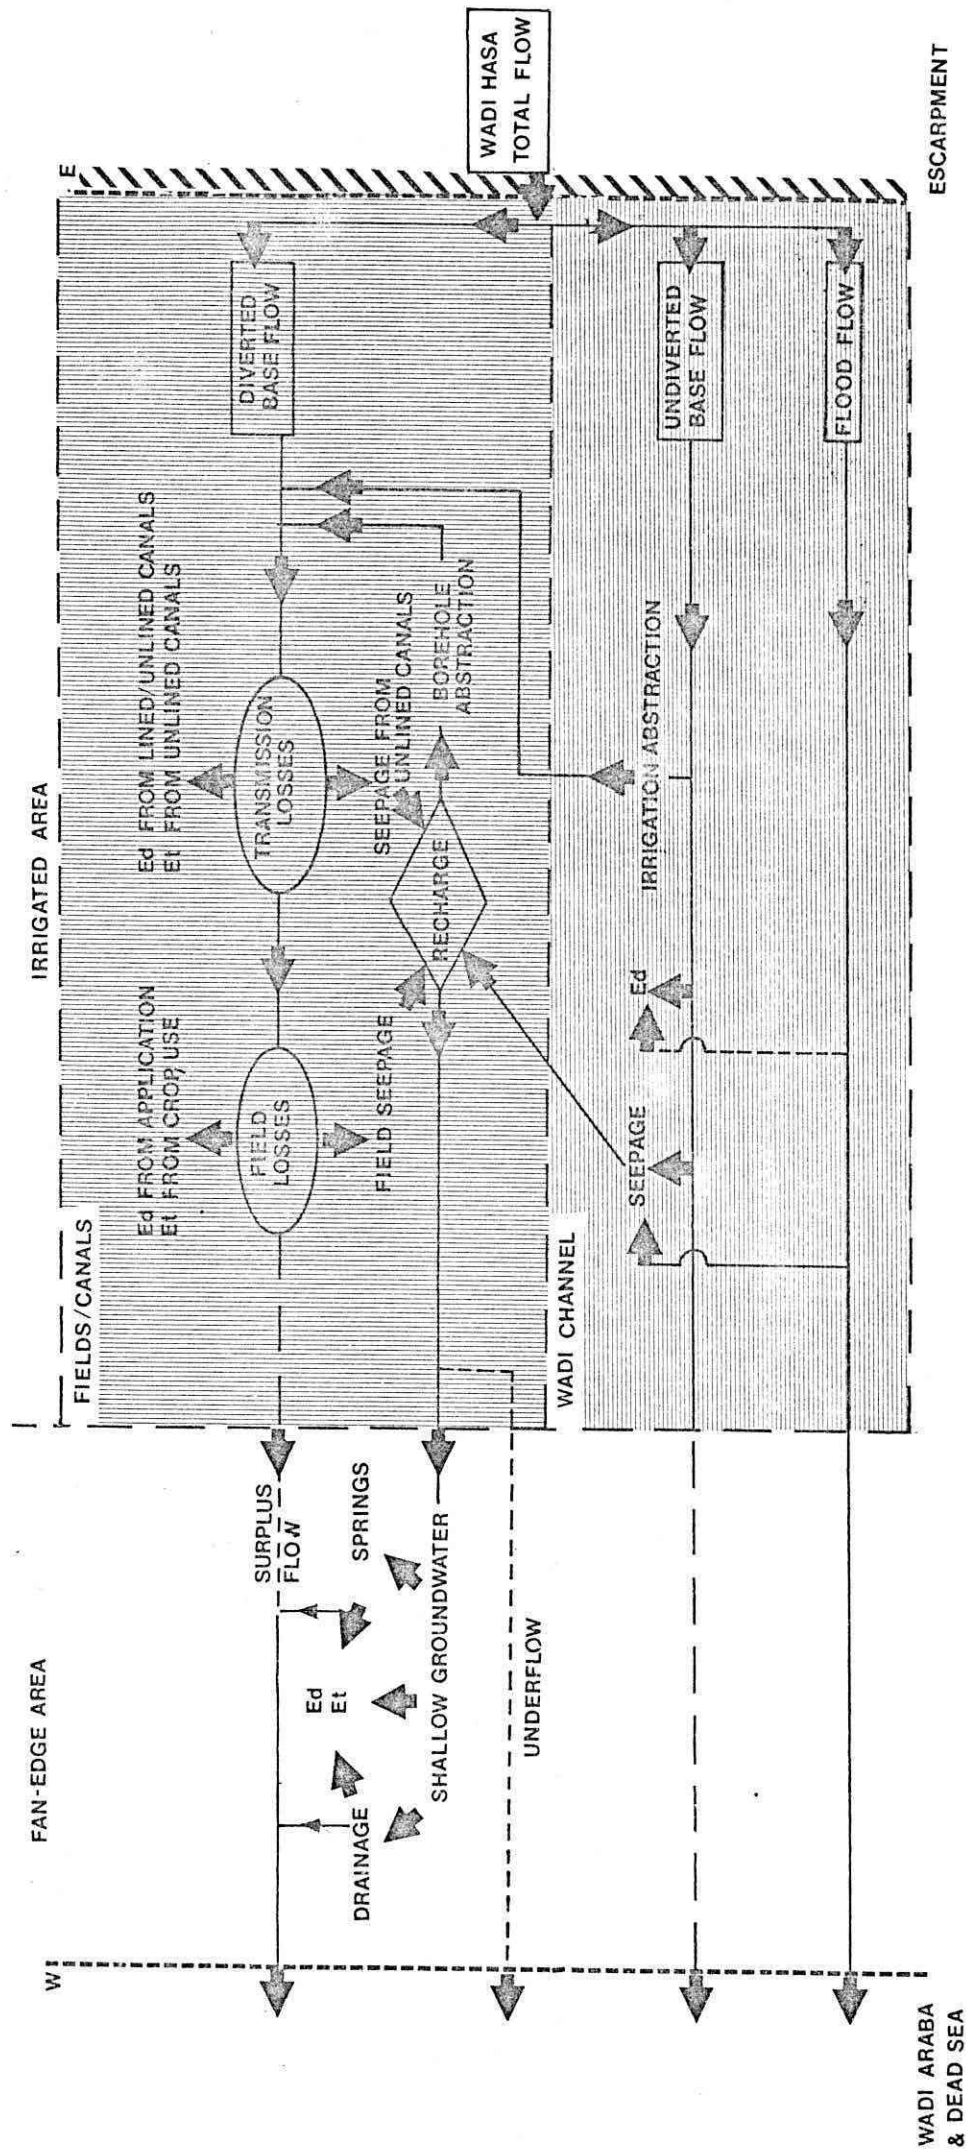 WADI HASA
TOTAL FLOW
ESCARPMENT
E
IRRIGATED AREA
DIVERTED
BASE FLOW
Ed FROM LINED/UNLINED CANALS
Et FROM UNLINED CANALS
TRANSMISSION
LOSSES
SEEPAGE FROM
UNLINED CANALS
BOREHOLE
ABSTRACTION
RECHARGE
Ed FROM APPLICATION
Et FROM CROP USE
FIELD
LOSSES
FIELD SEEPAGE
FIELDS/CANALS
WADI CHANNEL
UNDIVERTED
BASE FLOW
FLOOD FLOW
IRRIGATION ABSTRACTION
Ed
SEEPAGE
FAN-EDGE AREA
SURPLUS
FLOW
SPRINGS
Ed
Et
DRAINAGE
SHALLOW GROUNDWATER
UNDERFLOW
W
WADI ARABA
& DEAD SEA